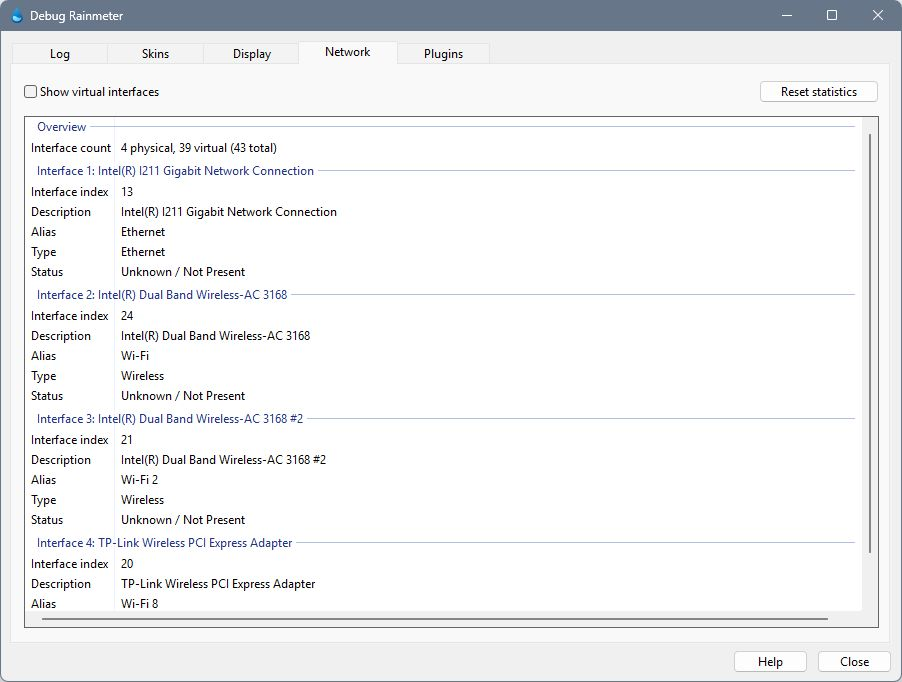 Debug Rainmeter
Log Skins Display Network Plugins
Show virtual interfaces Reset statistics
Overview
Interface count 4 physical, 39 virtual (43 total)
Interface 1: Intel(R) I211 Gigabit Network Connection
Interface index 13
Description Intel(R) I211 Gigabit Network Connection
Alias Ethernet
Type Ethernet
Status Unknown / Not Present
Interface 2: Intel(R) Dual Band Wireless-AC 3168
Interface index 24
Description Intel(R) Dual Band Wireless-AC 3168
Alias Wi-Fi
Type Wireless
Status Unknown / Not Present
Interface 3: Intel(R) Dual Band Wireless-AC 3168 #2
Interface index 21
Description Intel(R) Dual Band Wireless-AC 3168 #2
Alias Wi-Fi 2
Type Wireless
Status Unknown / Not Present
Interface 4: TP-Link Wireless PCI Express Adapter
Interface index 20
Description TP-Link Wireless PCI Express Adapter
Alias Wi-Fi 8
Help Close